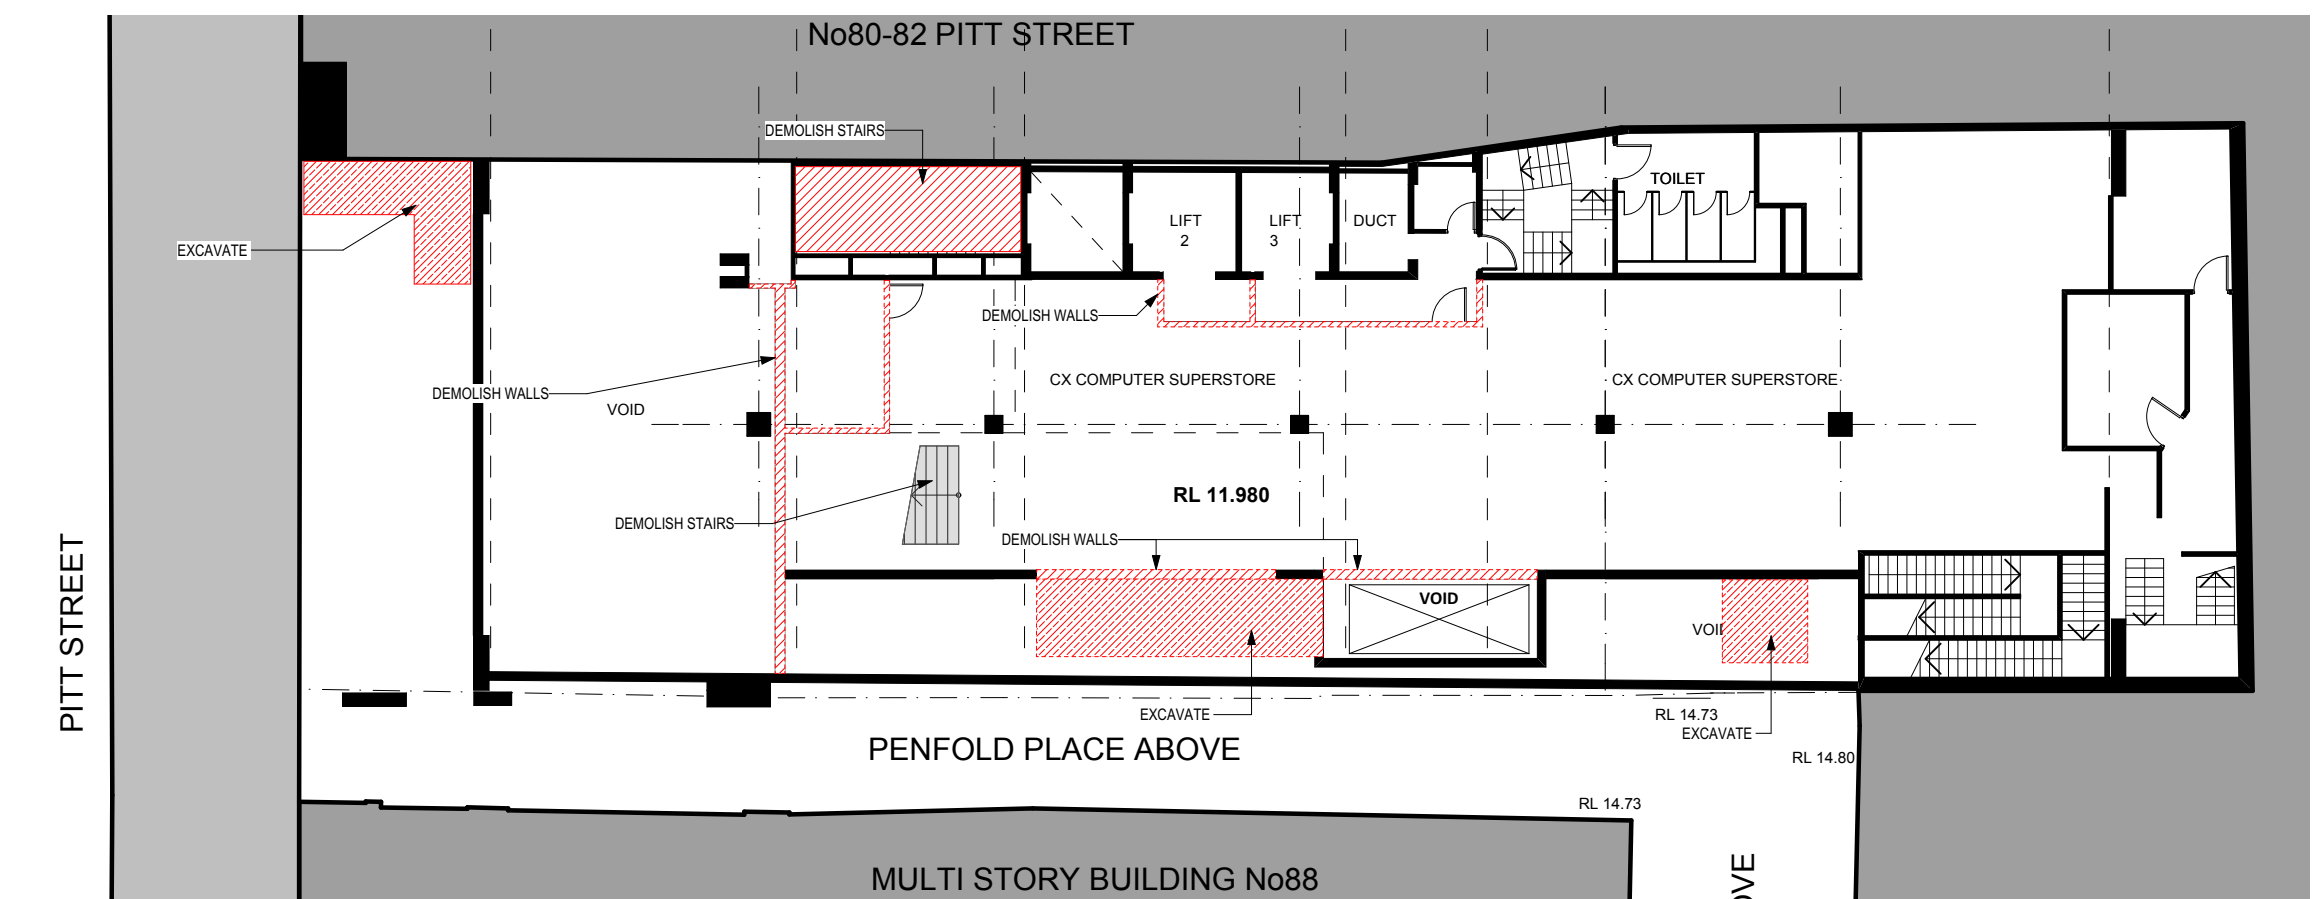 No80-82 PITT STREET
DEMOLISH STAIRS
EXCAVATE
LIFT
2
LIFT
3
DUCT
TOILET
DEMOLISH WALLS
DEMOLISH WALLS
VOID
CX COMPUTER SUPERSTORE
CX COMPUTER SUPERSTORE
RL 11.980
DEMOLISH STAIRS
DEMOLISH WALLS
VOID
PITT STREET
EXCAVATE
RL 14.73
EXCAVATE
PENFOLD PLACE ABOVE
RL 14.80
RL 14.73
MULTI STORY BUILDING No88